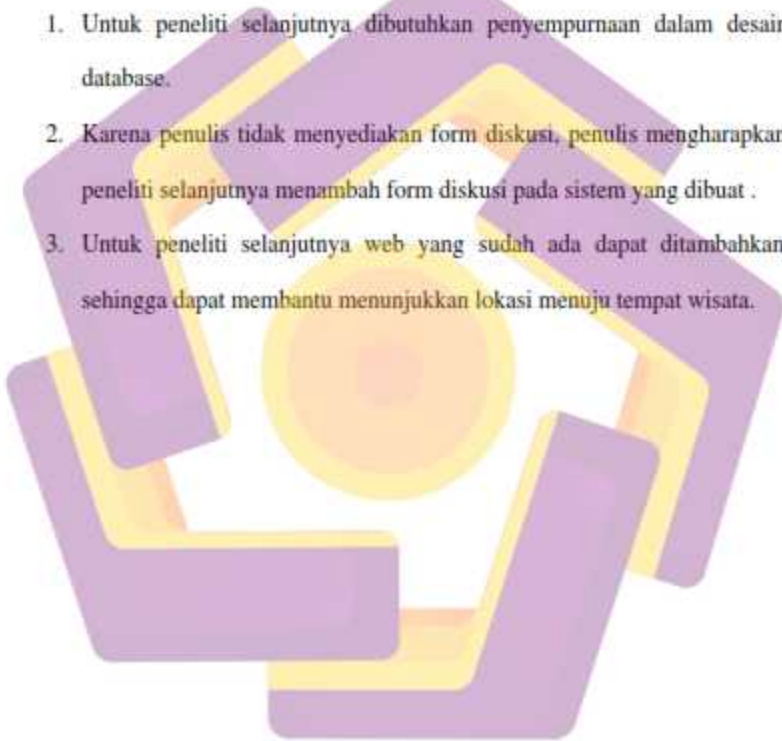 1. Untuk peneliti selanjutnya dibutuhkan penyempurnaan dalam desain
database.
2. Karena penulis tidak menyediakan form diskusi, penulis mengharapkan
peneliti selanjutnya menambah form diskusi pada sistem yang dibuat .
3. Untuk peneliti selanjutnya web yang sudah ada dapat ditambahkan
sehingga dapat membantu menunjukkan lokasi menuju tempat wisata.